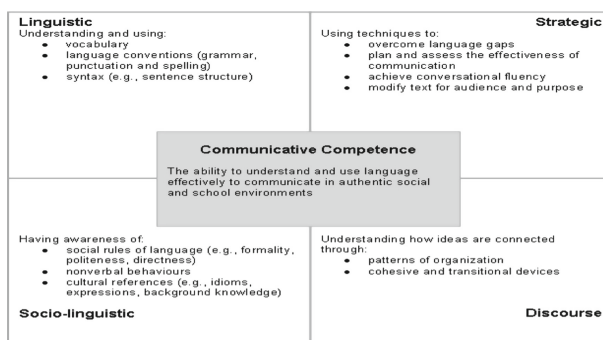 Linguistic
Understanding and using:
• vocabulary
• language conventions (grammar,
punctuation and spelling)
• syntax (e.g., sentence structure)
Strategic
Using techniques to:
• overcome language gaps
• plan and assess the effectiveness of
communication
• achieve conversational fluency
• modify text for audience and purpose
Communicative Competence
The ability to understand and use language
effectively to communicate in authentic social
and school environments
Having awareness of:
• social rules of language (e.g., formality,
politeness, directness)
• nonverbal behaviours
• cultural references (e.g., idioms,
expressions, background knowledge)
Socio-linguistic
Understanding how ideas are connected
through:
• patterns of organization
• cohesive and transitional devices
Discourse